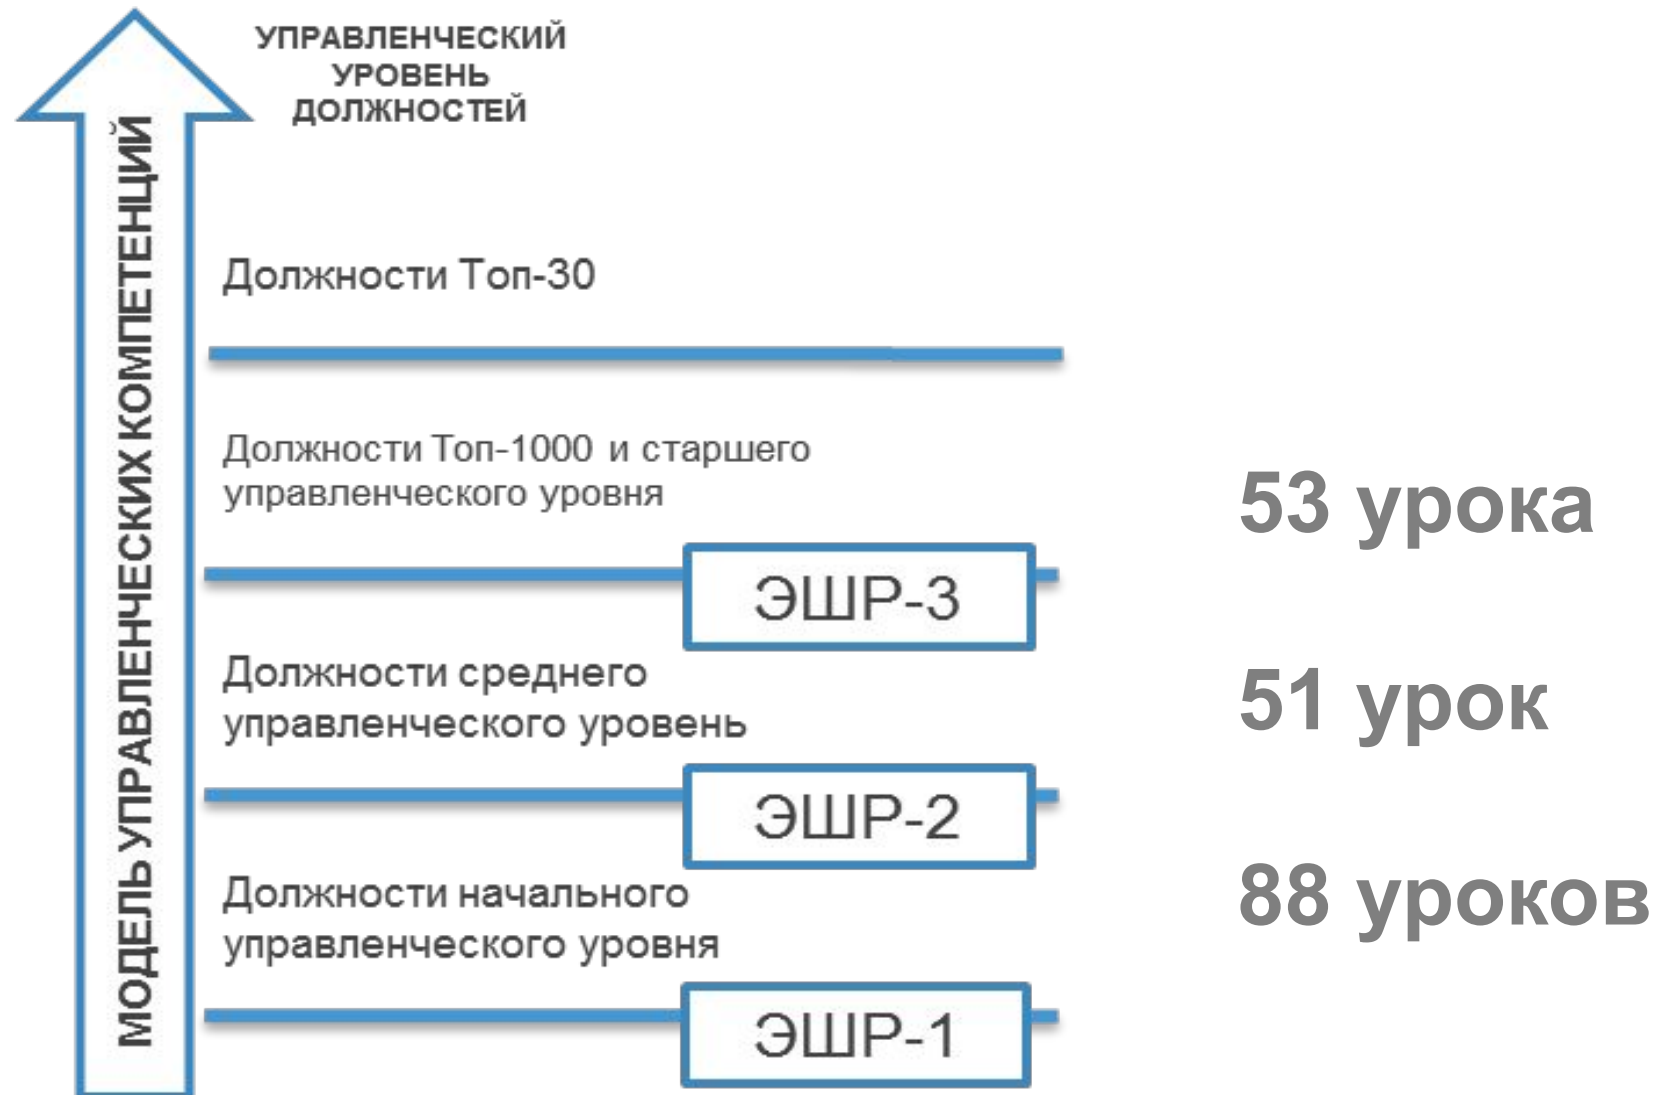 УПРАВЛЕНЧЕСКИЙ
УРОВЕНЬ
ДОЛЖНОСТЕЙ
МОДЕЛЬ УПРАВЛЕНЧЕСКИХ КОМПЕТЕНЦИЙ
Должности Топ-30
Должности Топ-1000 и старшего
управленческого уровня
53 урока
ЭШР-3
Должности среднего
управленческого уровень
51 урок
ЭШР-2
Должности начального
управленческого уровня
88 уроков
ЭШР-1